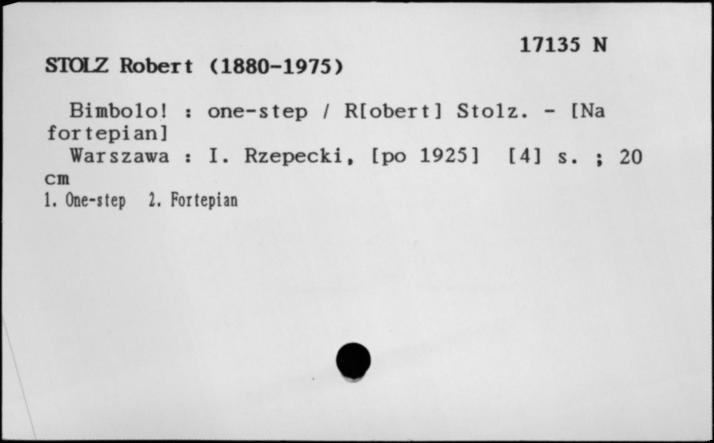 17135 N
STOLZ Robert (1880-1975)
Bimbolo! : one-step / R[obert] Stolz. - [Na
fortepian]
Warszawa : I. Rzepecki, [po 1925] [4] s. ; 20
cm
1. One-step 2. Fortepian